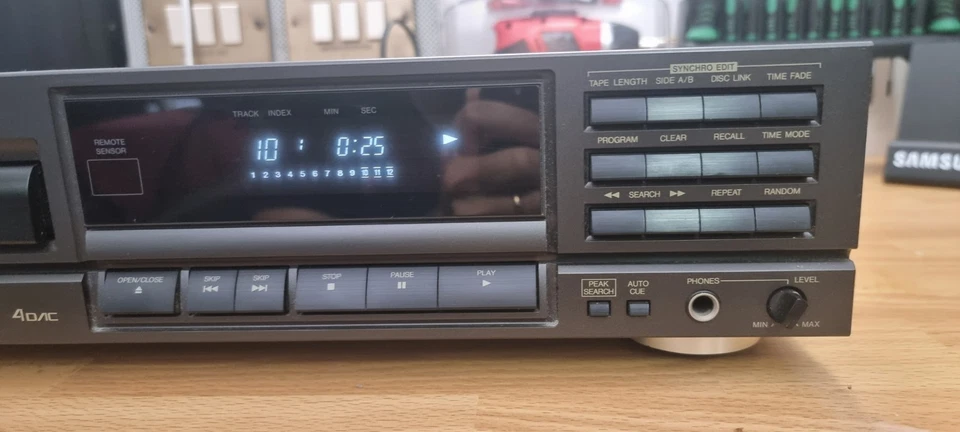 SYNCHRO EDIT
TAPE LENGTH SIDE A/B DISC LINK TIME FADE
TRACK INDEX MIN SEC
REMOTE
SENSOR
10 1 0:25
1 2 3 4 5 6 7 8 9 10 11 12
PROGRAM CLEAR RECALL TIME MODE
SEARCH REPEAT RANDOM
SAMSU
OPEN/CLOSE SKIP SKIP STOP PAUSE PLAY
PEAK
SEARCH
AUTO
CUE
PHONES LEVEL
MIN MAX
4DAC